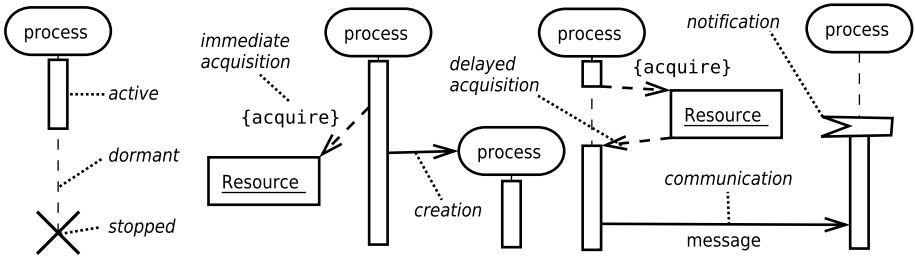 process
active
dormant
stopped
immediate
acquisition
{acquire}
Resource
process
process
creation
delayed
acquisition
process
{acquire}
Resource
communication
message
notification
process